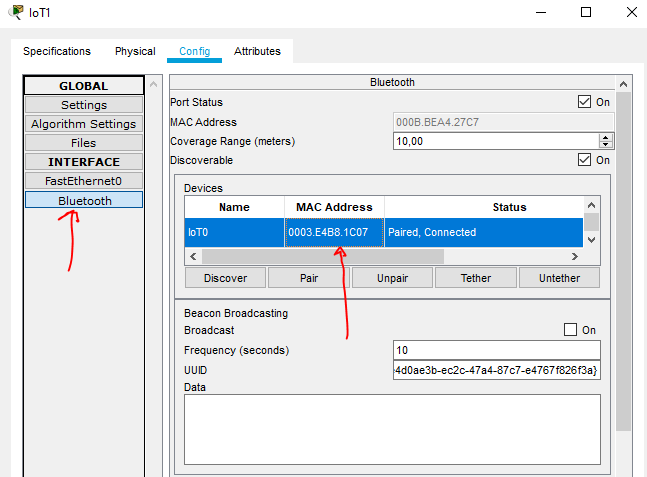 IoT1
Specifications Physical Config Attributes
GLOBAL
Settings
Algorithm Settings
Files
INTERFACE
FastEthernet0
Bluetooth
Bluetooth
Port Status On
MAC Address 000B.BEA4.27C7
Coverage Range (meters) 10,00
Discoverable On
Devices
Name MAC Address Status
IoT0 0003.E4B8.1C07 Paired, Connected
Discover Pair Unpair Tether Untether
Beacon Broadcasting
Broadcast On
Frequency (seconds) 10
UUID 4d0ae3b-ec2c-47a4-87c7-e4767f826f3a}
Data